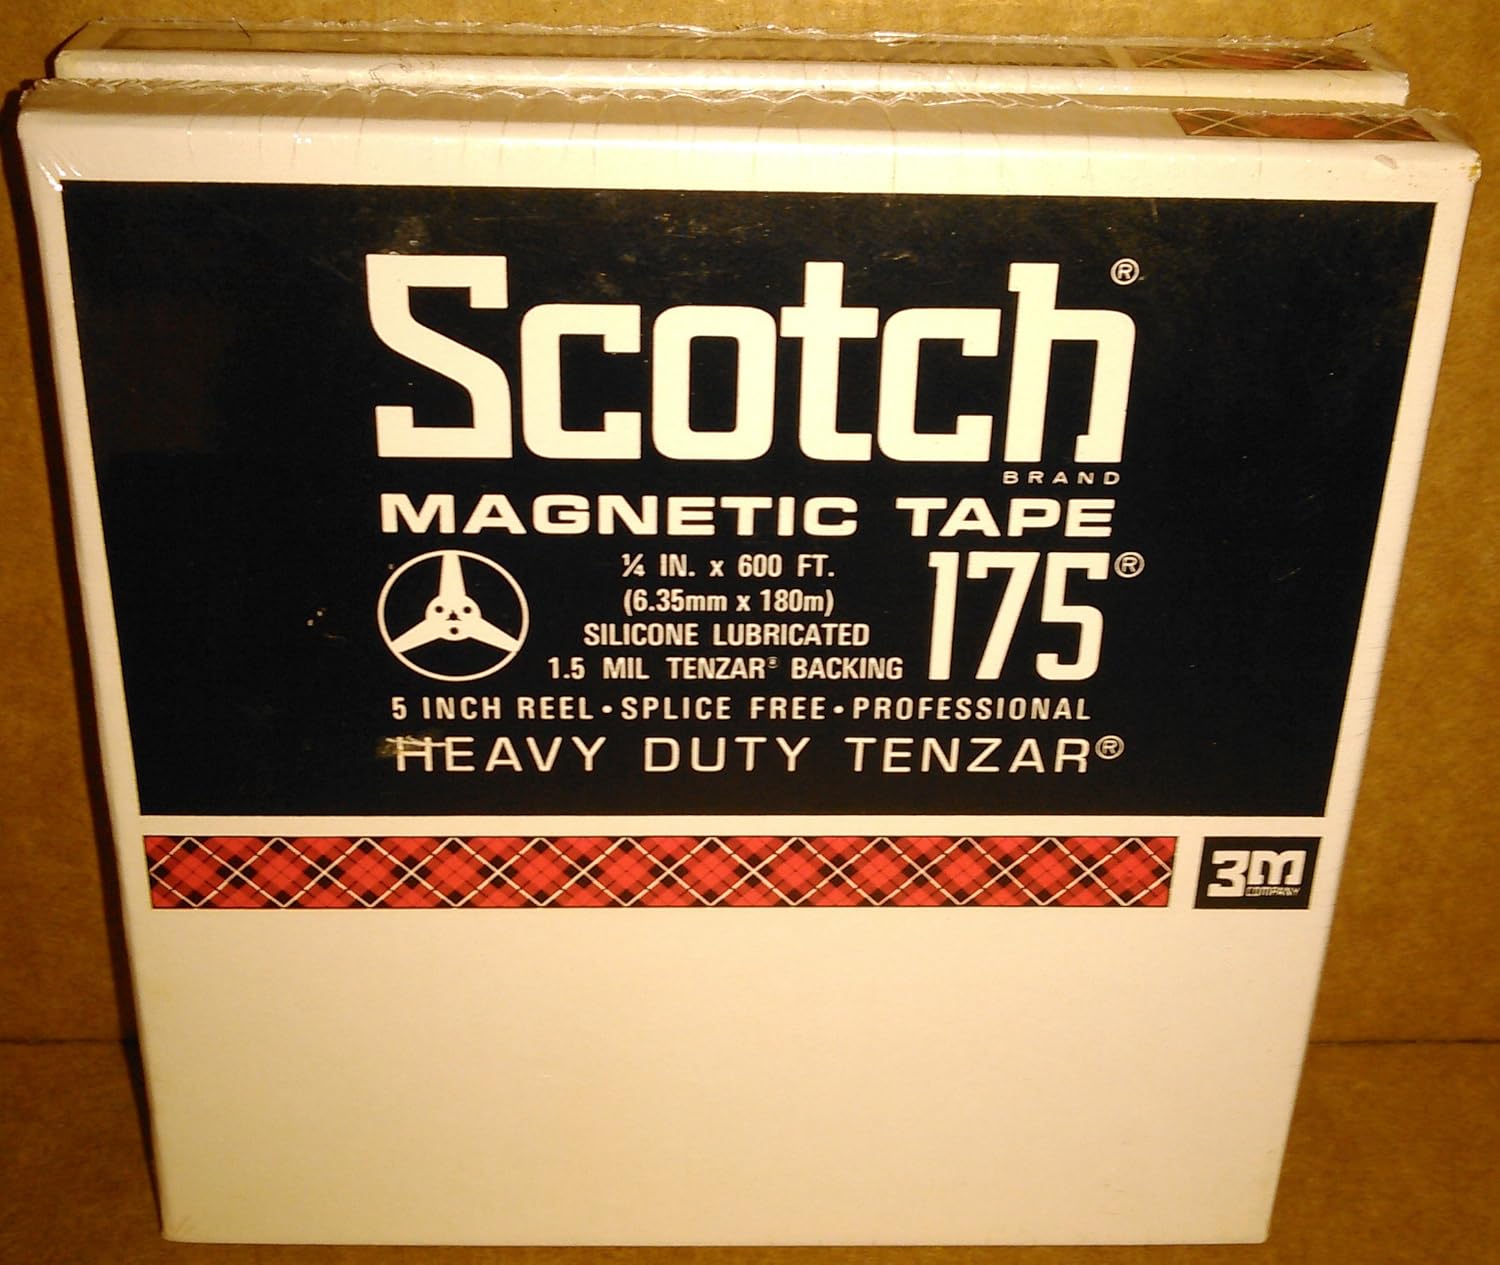 Scotch®
BRAND
MAGNETIC TAPE
¼ IN. x 600 FT.
(6.35mm x 180m)
SILICONE LUBRICATED
1.5 MIL TENZAR® BACKING
175®
5 INCH REEL • SPLICE FREE • PROFESSIONAL
HEAVY DUTY TENZAR®
3M
COMPANY